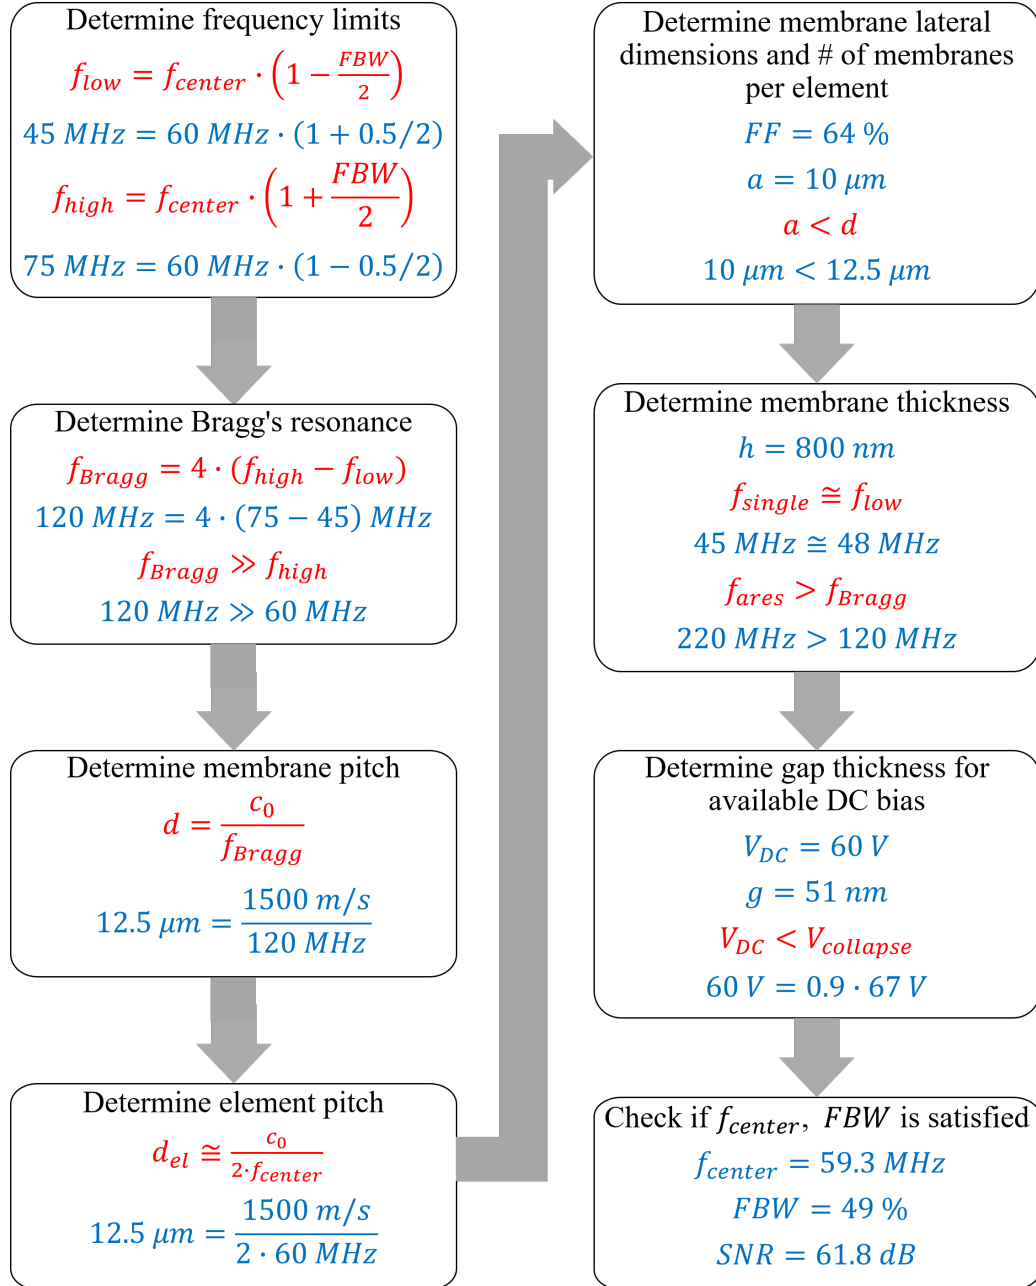 Determine frequency limits
f_low = f_center · (1 − FBW/2)
45 MHz = 60 MHz · (1 + 0.5/2)
f_high = f_center · (1 + FBW/2)
75 MHz = 60 MHz · (1 − 0.5/2)
Determine Bragg's resonance
f_Bragg = 4 · (f_high − f_low)
120 MHz = 4 · (75 − 45) MHz
f_Bragg ≫ f_high
120 MHz ≫ 60 MHz
Determine membrane pitch
d = c_0/f_Bragg
12.5 μm = 1500 m/s / 120 MHz
Determine element pitch
d_el ≅ c_0/2·f_center
12.5 μm = 1500 m/s / 2 · 60 MHz
Determine membrane lateral
dimensions and # of membranes
per element
FF = 64 %
a = 10 μm
a < d
10 μm < 12.5 μm
Determine membrane thickness
h = 800 nm
f_single ≅ f_low
45 MHz ≅ 48 MHz
f_ares > f_Bragg
220 MHz > 120 MHz
Determine gap thickness for
available DC bias
V_DC = 60 V
g = 51 nm
V_DC < V_collapse
60 V = 0.9 · 67 V
Check if f_center, FBW is satisfied
f_center = 59.3 MHz
FBW = 49 %
SNR = 61.8 dB